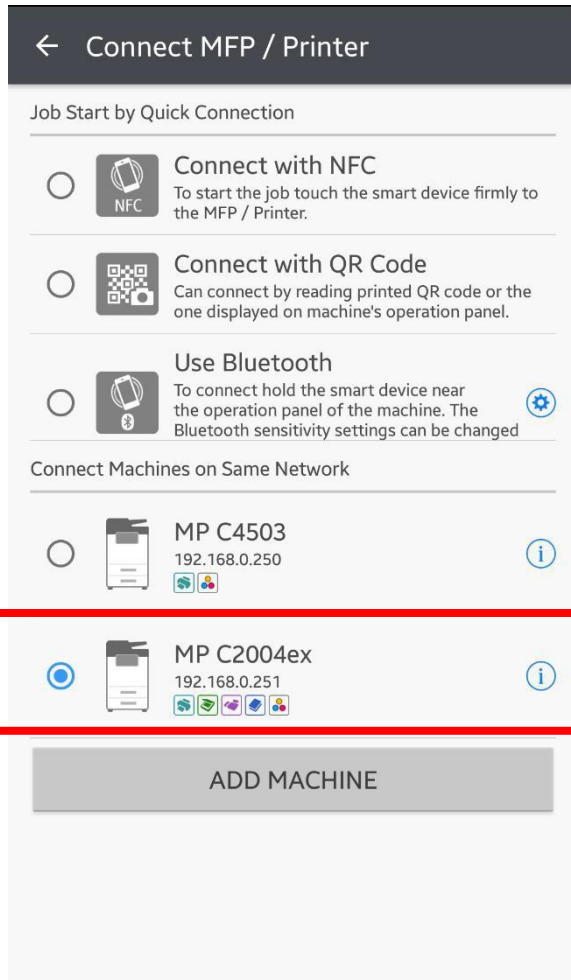 Connect MFP / Printer
Job Start by Quick Connection
Connect with NFC
To start the job touch the smart device firmly to
the MFP / Printer.
NFC
Connect with QR Code
Can connect by reading printed QR code or the
one displayed on machine's operation panel.
Use Bluetooth
To connect hold the smart device near
the operation panel of the machine. The
Bluetooth sensitivity settings can be changed
Connect Machines on Same Network
MP C4503
192.168.0.250
MP C2004ex
192.168.0.251
ADD MACHINE